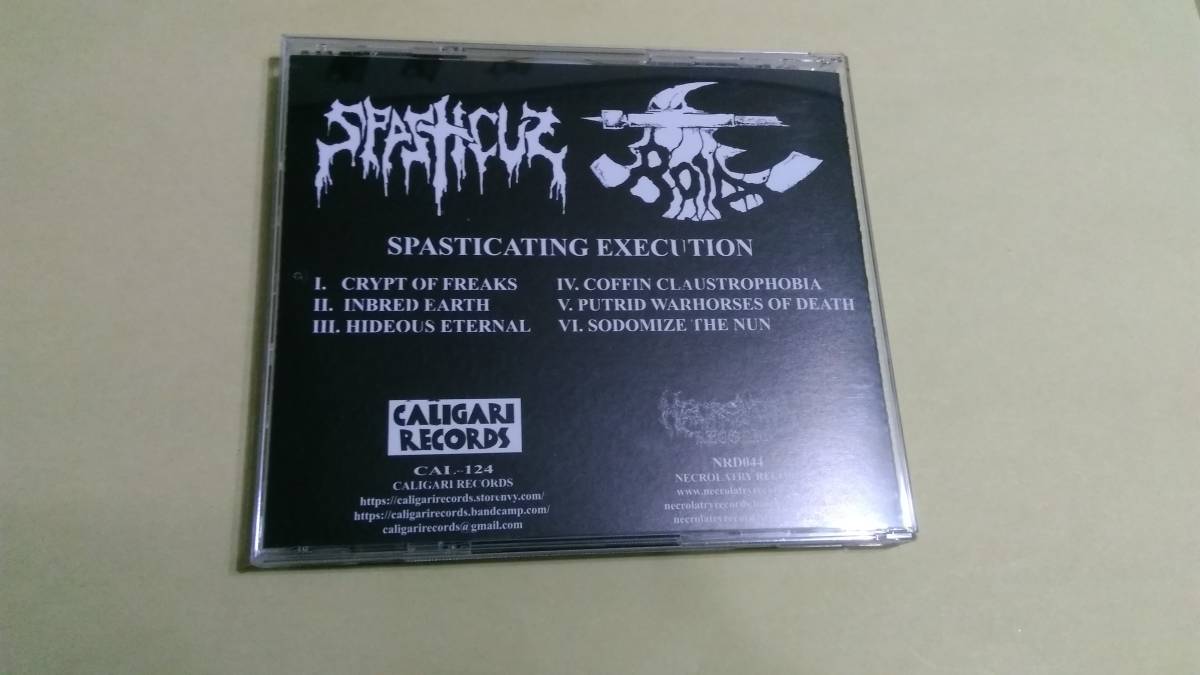 SPASTICUZ
SPASTICATING EXECUTION
I. CRYPT OF FREAKS
II. INBRED EARTH
III. HIDEOUS ETERNAL
IV. COFFIN CLAUSTROPHOBIA
V. PUTRID WARHORSES OF DEATH
VI. SODOMIZE THE NUN
CALIGARI
RECORDS
CAL-124
CALIGARI RECORDS
https://caligarirecords.storenvy.com/
https://caligarirecords.bandcamp.com/
caligarirecords@gmail.com
NRD044
NECROLATRY